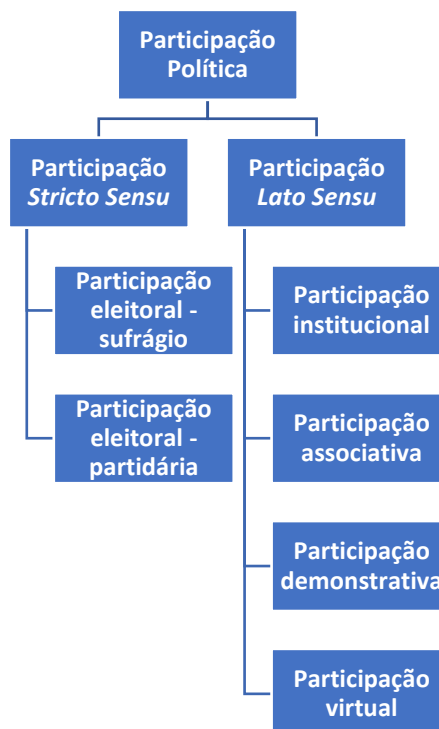 Participação
Política
Participação
Stricto Sensu
Participação
eleitoral -
sufrágio
Participação
eleitoral -
partidária
Participação
Lato Sensu
Participação
institucional
Participação
associativa
Participação
demonstrativa
Participação
virtual